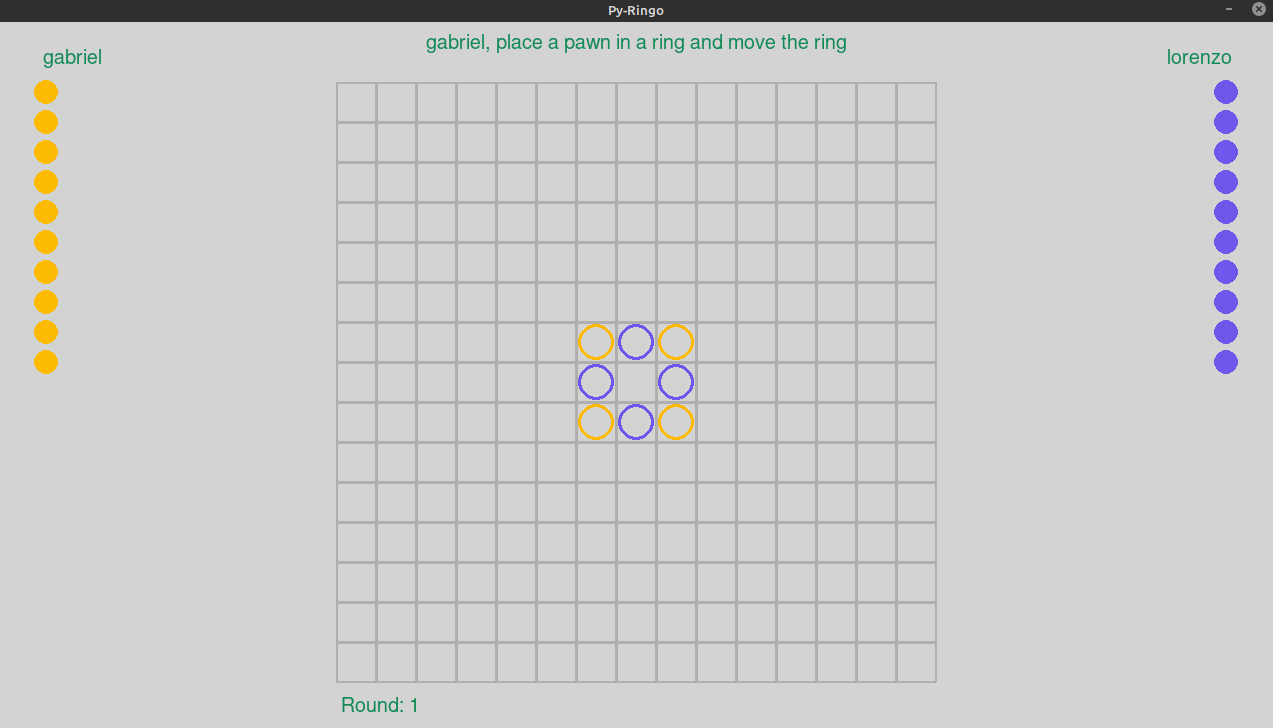 Py-Ringo
gabriel, place a pawn in a ring and move the ring
gabriel
lorenzo
Round: 1